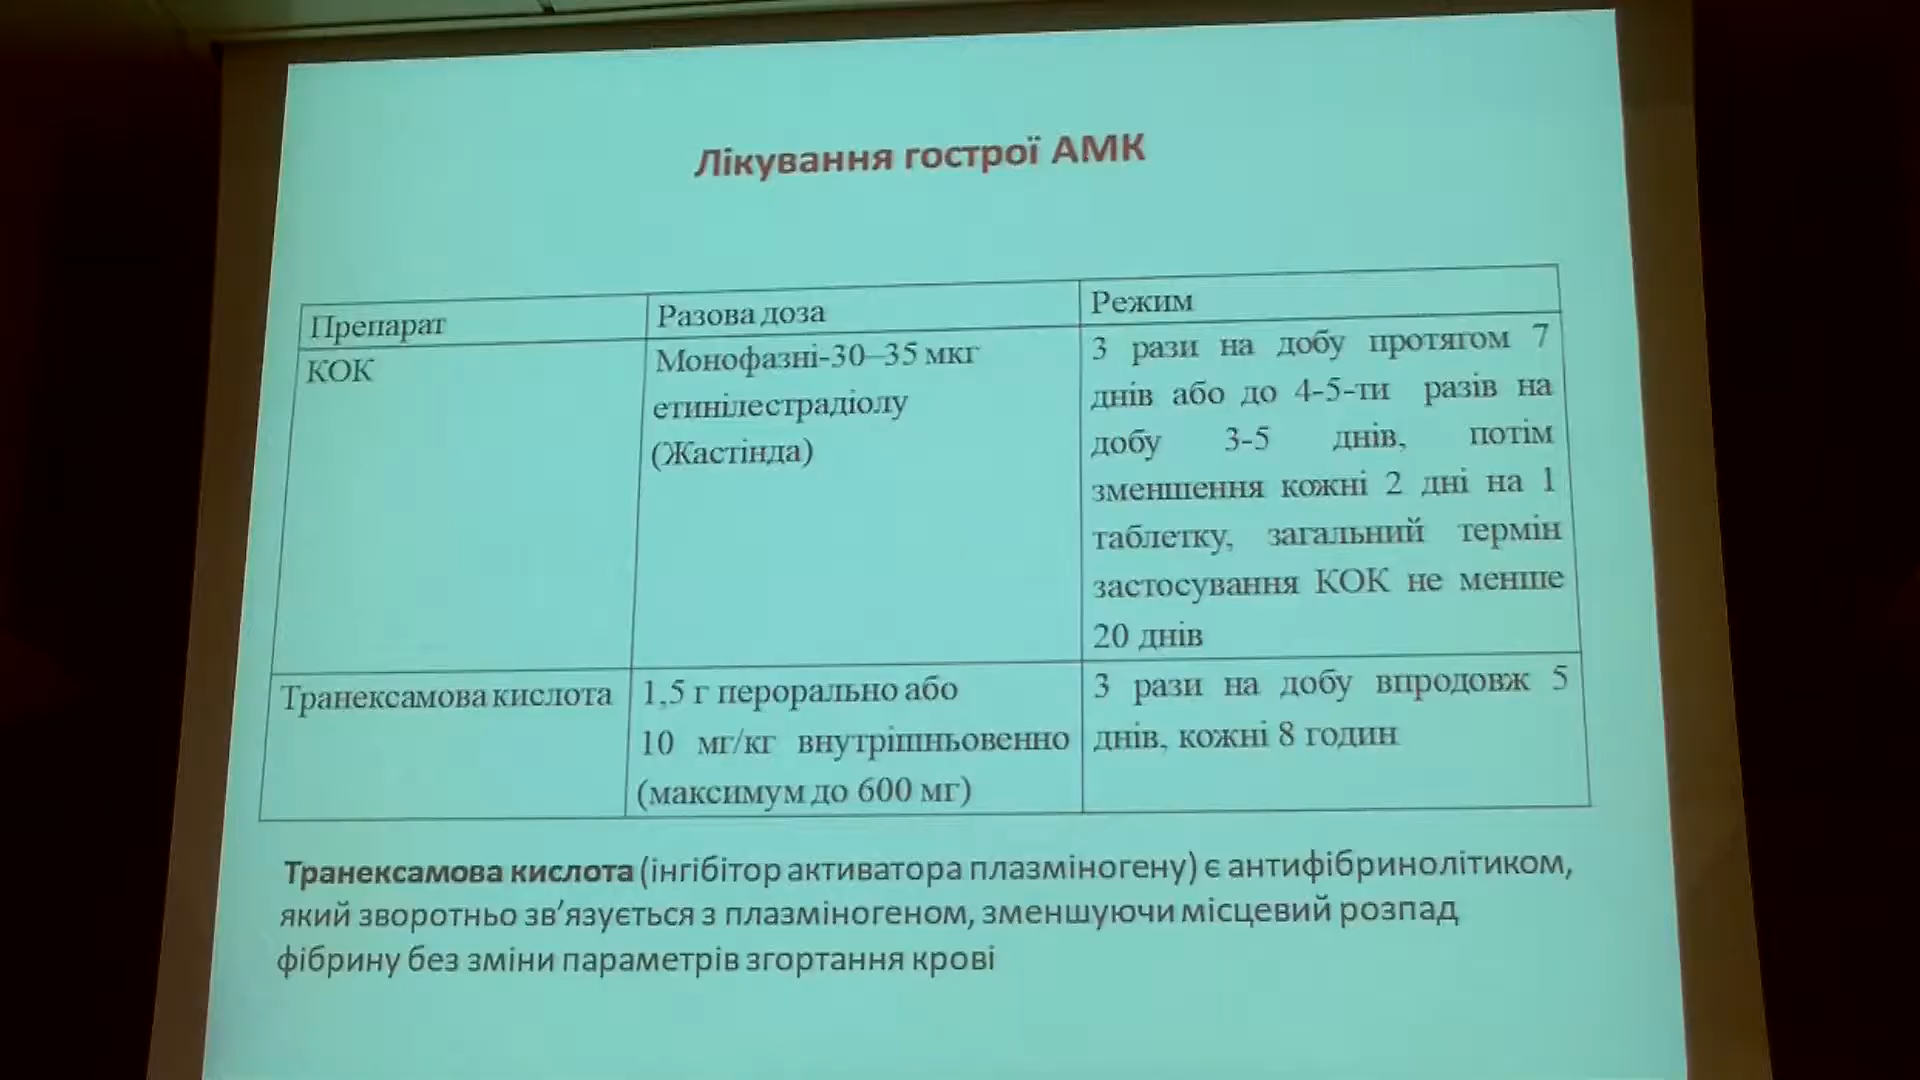 Лікування гострої АМК
Препарат
Разова доза
Режим
КОК
Монофазні-30–35 мкг
етинілестрадіолу
(Жастінда)
3 рази на добу протягом 7
днів або до 4-5-ти разів на
добу 3-5 днів, потім
зменшення кожні 2 дні на 1
таблетку, загальний термін
застосування КОК не менше
20 днів
Транексамова кислота
1,5 г перорально або
10 мг/кг внутрішньовенно
(максимум до 600 мг)
3 рази на добу впродовж 5
днів, кожні 8 годин
Транексамова кислота (інгібітор активатора плазміногену) є антифібринолітиком,
який зворотньо зв’язується з плазміногеном, зменшуючи місцевий розпад
фібрину без зміни параметрів згортання крові